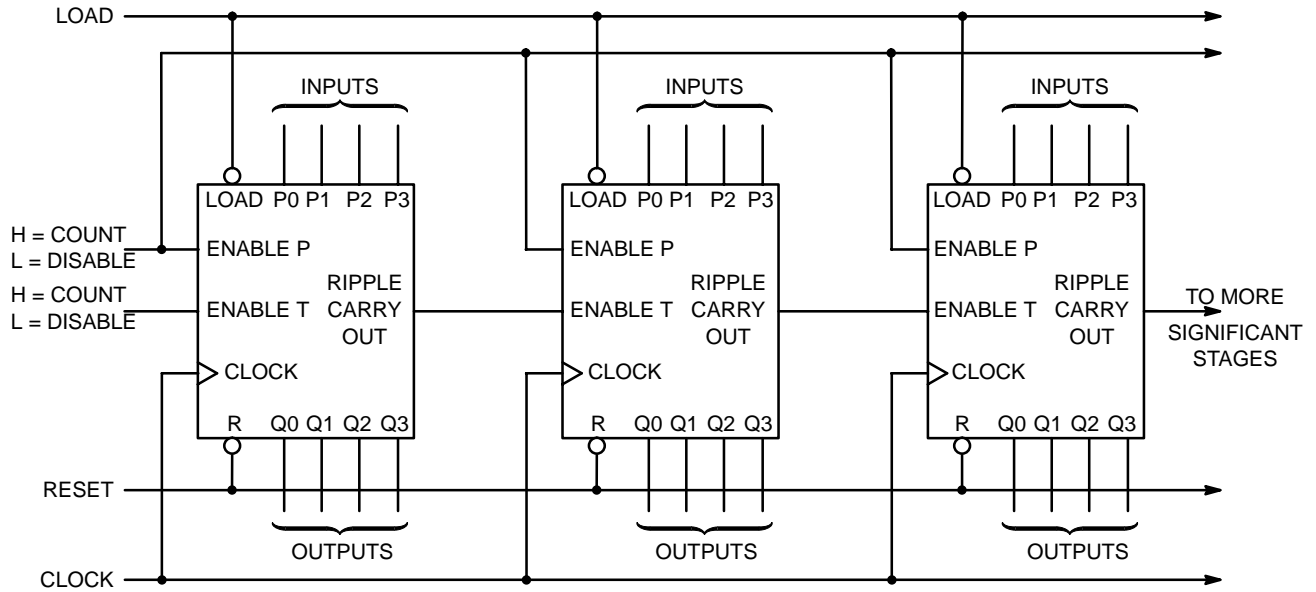 LOAD
INPUTS INPUTS INPUTS
LOAD P0 P1 P2 P3 LOAD P0 P1 P2 P3 LOAD P0 P1 P2 P3
H = COUNT
L = DISABLE
ENABLE P ENABLE P ENABLE P
H = COUNT
L = DISABLE
RIPPLE RIPPLE RIPPLE
ENABLE T CARRY ENABLE T CARRY ENABLE T CARRY
OUT OUT OUT
TO MORE
SIGNIFICANT
STAGES
CLOCK CLOCK CLOCK
R Q0 Q1 Q2 Q3 R Q0 Q1 Q2 Q3 R Q0 Q1 Q2 Q3
RESET
OUTPUTS OUTPUTS OUTPUTS
CLOCK